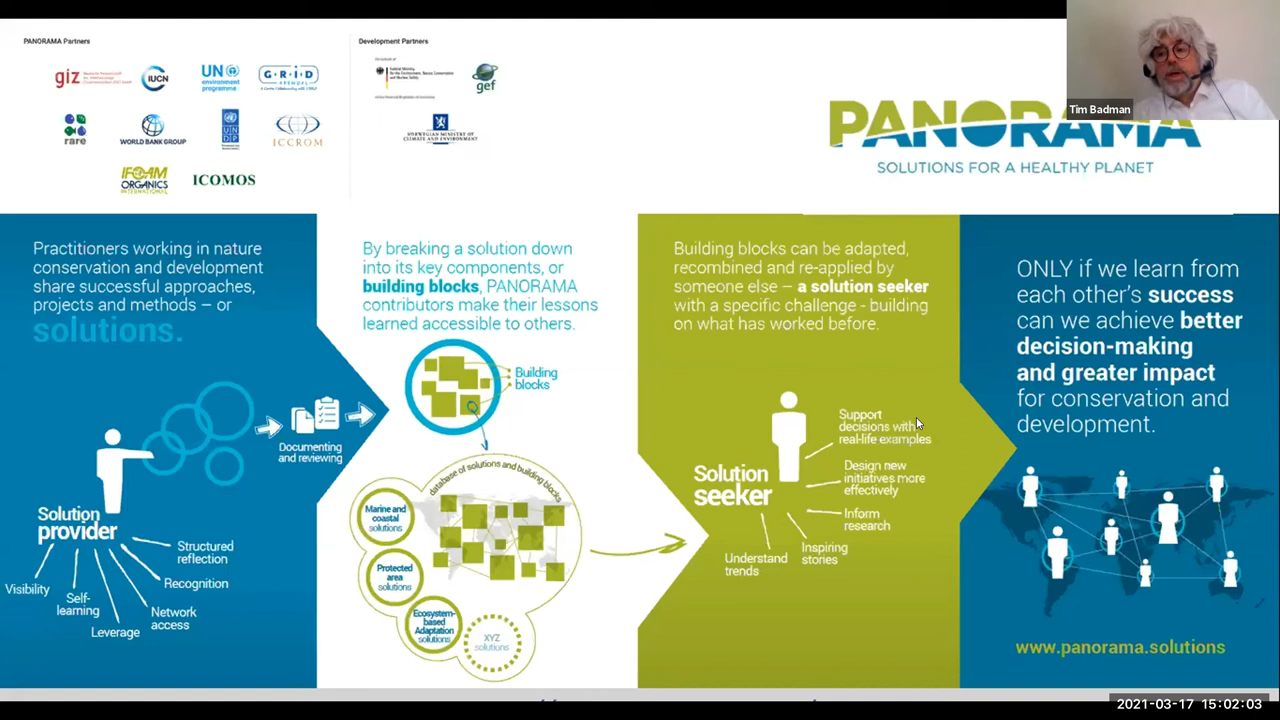 PANORAMA Partners
Development Partners
giz
IUCN
UN
environment
programme
GRID
ARENDAL
gef
NORWEGIAN MINISTRY OF
CLIMATE AND ENVIRONMENT
rare
WORLD BANK GROUP
UNDP
ICCROM
IFOAM
ORGANICS
INTERNATIONAL
ICOMOS
Tim Badman
PANORAMA
SOLUTIONS FOR A HEALTHY PLANET
Practitioners working in nature
conservation and development
share successful approaches,
projects and methods – or
solutions.
Documenting
and reviewing
Solution
provider
Visibility
Self-
learning
Leverage
Network
access
Recognition
Structured
reflection
By breaking a solution down
into its key components, or
building blocks, PANORAMA
contributors make their lessons
learned accessible to others.
Building
blocks
database of solutions and building blocks
Marine and
coastal
solutions
Protected
area
solutions
Ecosystem-
based
Adaptation
solutions
XYZ
solutions
Building blocks can be adapted,
recombined and re-applied by
someone else – a solution seeker
with a specific challenge - building
on what has worked before.
Solution
seeker
Support
decisions with
real-life examples
Design new
initiatives more
effectively
Inform
research
Inspiring
stories
Understand
trends
ONLY if we learn from
each other's success
can we achieve better
decision-making
and greater impact
for conservation and
development.
www.panorama.solutions
2021-03-17 15:02:03